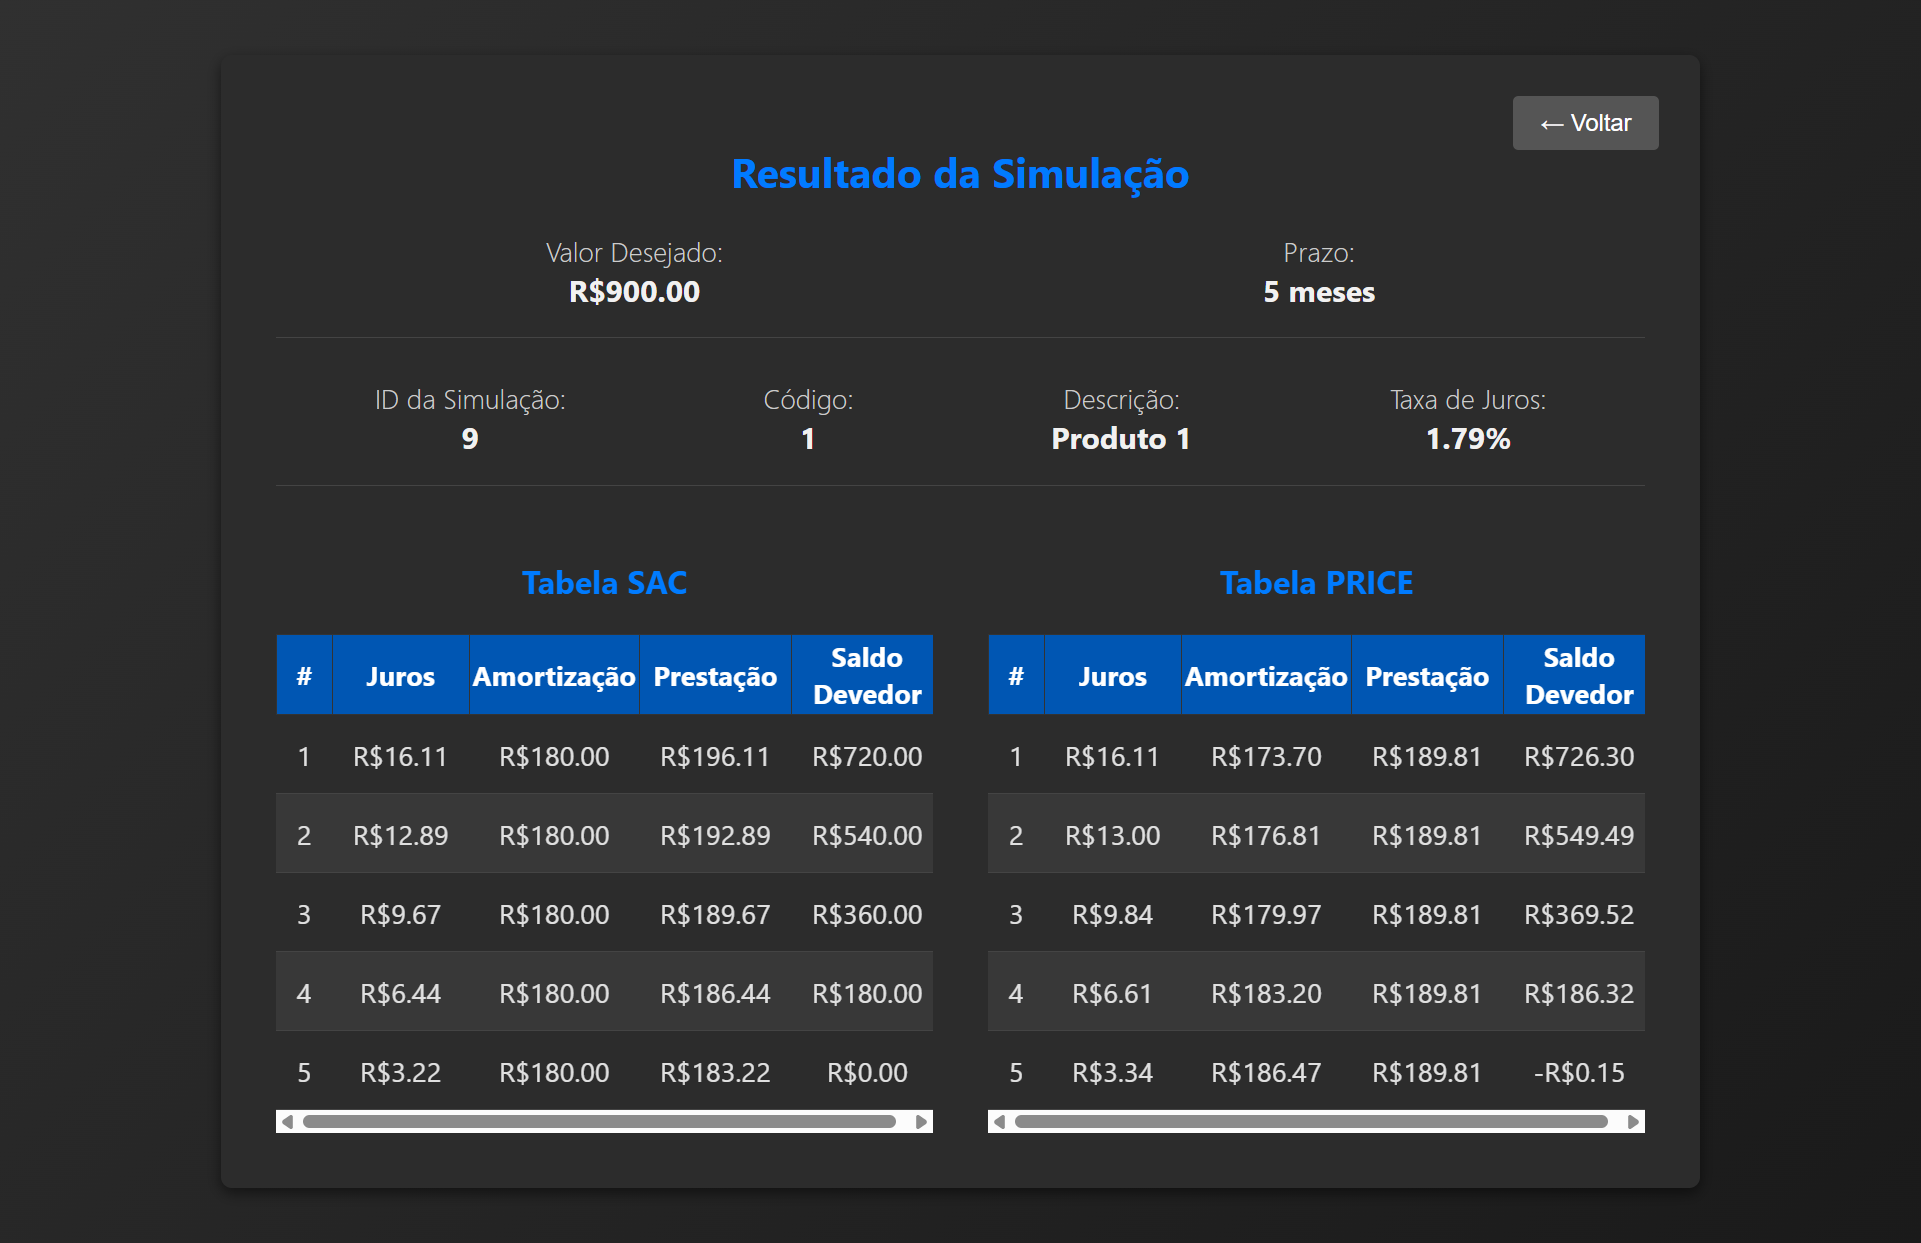 ← Voltar
Resultado da Simulação
Valor Desejado: Prazo:
R$900.00 5 meses
ID da Simulação: Código: Descrição: Taxa de Juros:
9 1 Produto 1 1.79%
Tabela SAC
# Juros Amortização Prestação Saldo Devedor
1 R$16.11 R$180.00 R$196.11 R$720.00
2 R$12.89 R$180.00 R$192.89 R$540.00
3 R$9.67 R$180.00 R$189.67 R$360.00
4 R$6.44 R$180.00 R$186.44 R$180.00
5 R$3.22 R$180.00 R$183.22 R$0.00
Tabela PRICE
# Juros Amortização Prestação Saldo Devedor
1 R$16.11 R$173.70 R$189.81 R$726.30
2 R$13.00 R$176.81 R$189.81 R$549.49
3 R$9.84 R$179.97 R$189.81 R$369.52
4 R$6.61 R$183.20 R$189.81 R$186.32
5 R$3.34 R$186.47 R$189.81 -R$0.15